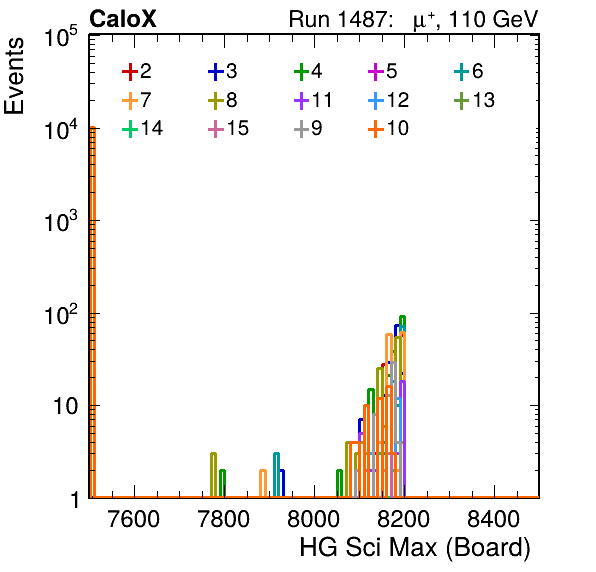 CaloX Run 1487: μ⁺, 110 GeV
Events
10⁵
10⁴
10³
10²
10
1
2 3 4 5 6
7 8 11 12 13
14 15 9 10
7600 7800 8000 8200 8400
HG Sci Max (Board)